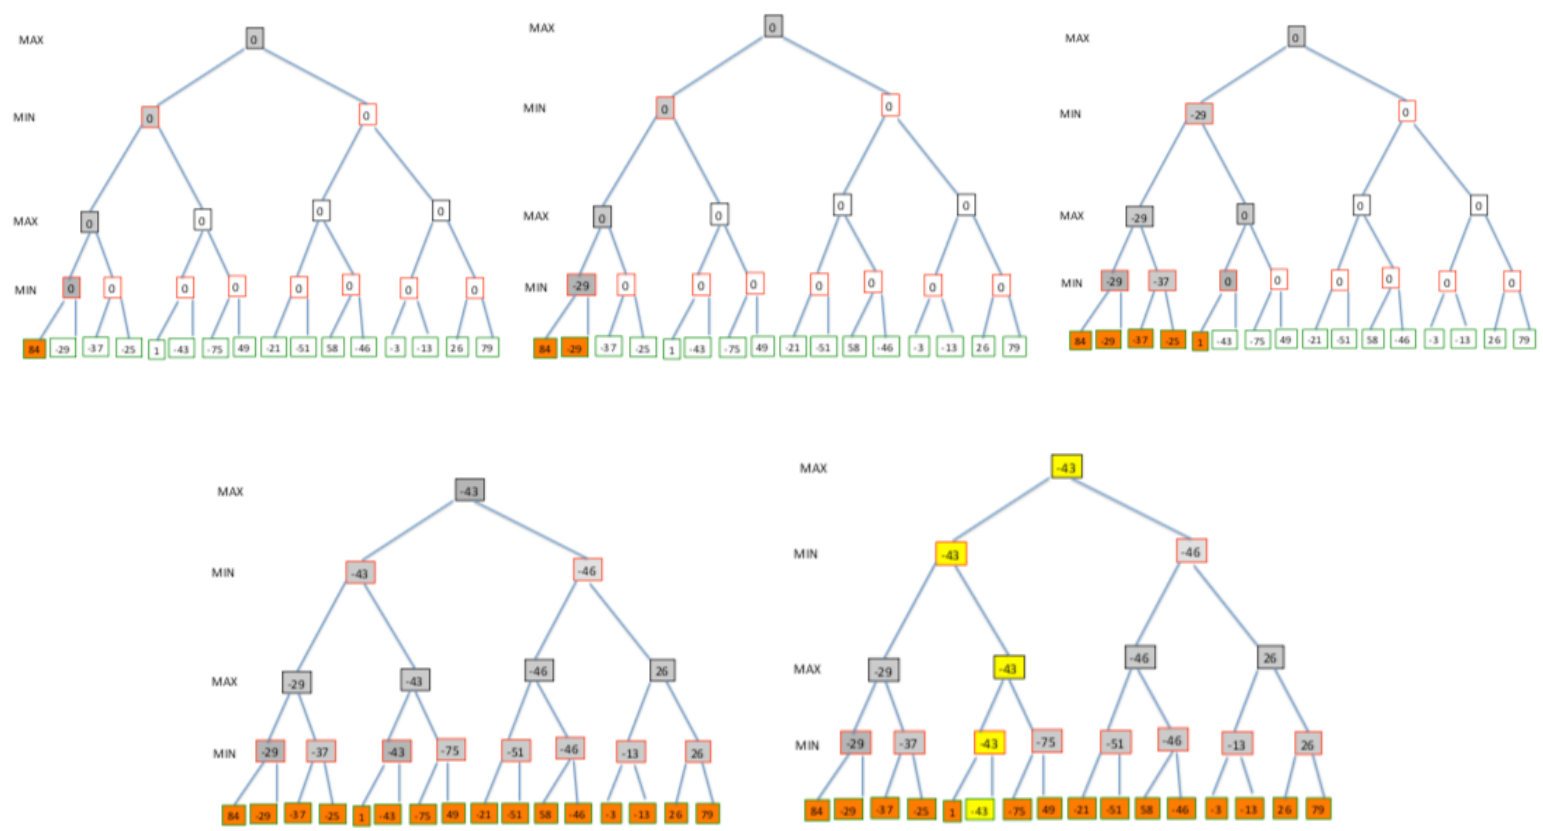 MAX 0
MIN 0 0
MAX 0 0 0 0
MIN 0 0 0 0 0 0 0 0
84 -29 -37 -25 1 -43 -75 49 -21 -51 58 -46 -3 -13 26 79
MAX 0
MIN 0 0
MAX 0 0 0 0
MIN -29 0 0 0 0 0 0 0
84 -29 -37 -25 1 -43 -75 49 -21 -51 58 -46 -3 -13 26 79
MAX 0
MIN -29 0
MAX -29 0 0 0
MIN -29 -37 0 0 0 0 0 0
84 -29 -37 -25 1 -43 -75 49 -21 -51 58 -46 -3 -13 26 79
MAX -43
MIN -43 -46
MAX -29 -43 -46 26
MIN -29 -37 -43 -75 -51 -46 -13 26
84 -29 -37 -25 1 -43 -75 49 -21 -51 58 -46 -3 -13 26 79
MAX -43
MIN -43 -46
MAX -29 -43 -46 26
MIN -29 -37 -43 -75 -51 -46 -13 26
84 -29 -37 -25 1 -43 -75 49 -21 -51 58 -46 -3 -13 26 79